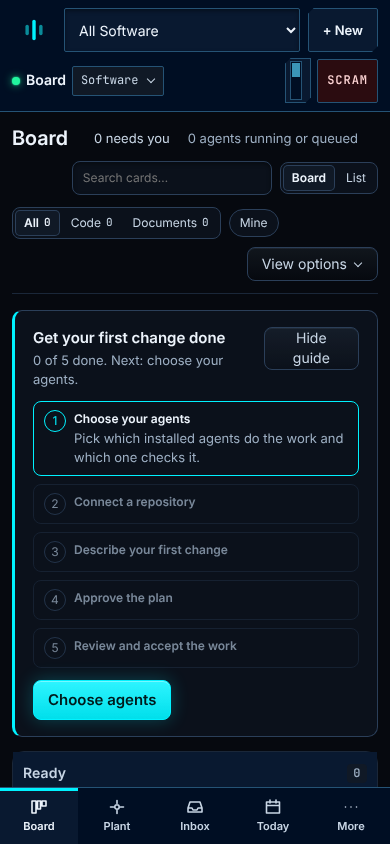 All Software
+ New
Board
Software
SCRAM
Board
0 needs you
0 agents running or queued
Search cards...
Board
List
All 0
Code 0
Documents 0
Mine
View options
Get your first change done
Hide
guide
0 of 5 done. Next: choose your
agents.
1
Choose your agents
Pick which installed agents do the work and
which one checks it.
2
Connect a repository
3
Describe your first change
4
Approve the plan
5
Review and accept the work
Choose agents
Ready
0
Board
Plant
Inbox
Today
More